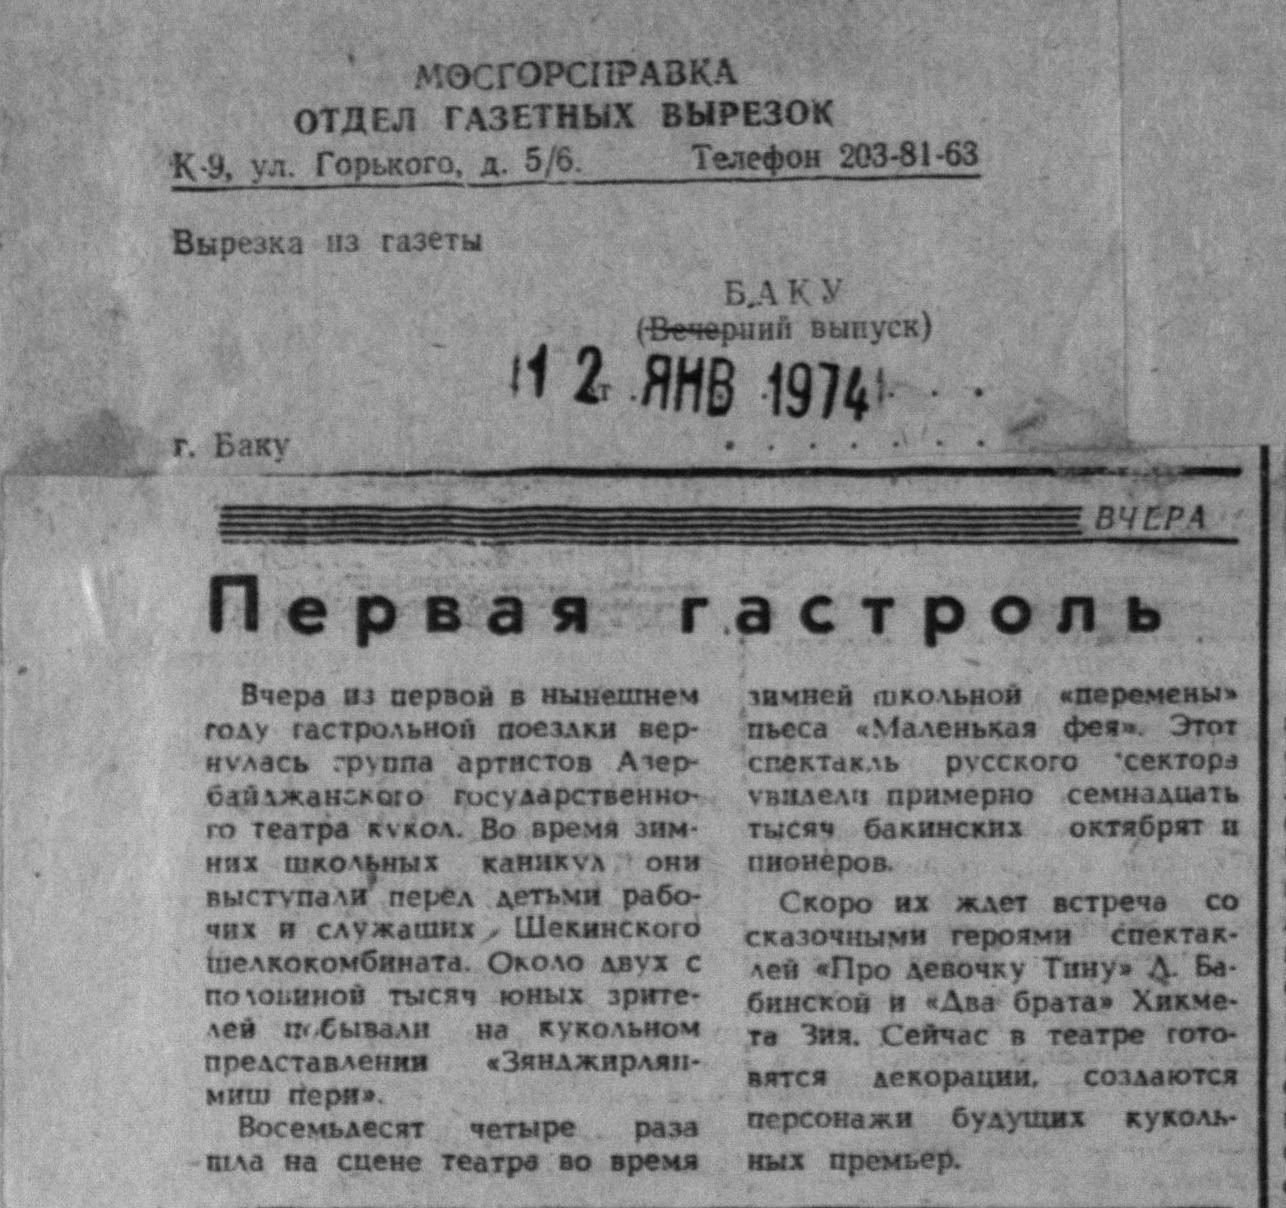 МОСГОРСПРАВКА
ОТДЕЛ ГАЗЕТНЫХ ВЫРЕЗОК
К-9, ул. Горького, д. 5/6. Телефон 203-81-63
Вырезка из газеты
БАКУ
(Вечерний выпуск)
12 ЯНВ 1974
г. Баку
ВЧЕРА
Первая гастроль
Вчера из первой в нынешнем
году гастрольной поездки вер-
нулась группа артистов Азер-
байджанского государственно-
го театра кукол. Во время зим-
них школьных каникул они
выступали перед детьми рабо-
чих и служащих Шекинского
шелкокомбината. Около двух с
половиной тысяч юных зрите-
лей побывали на кукольном
представлении «Зянджирлян-
миш пери».
Восемьдесят четыре раза
шла на сцене театра во время
зимней школьной «перемены»
пьеса «Маленькая фея». Этот
спектакль русского сектора
увидели примерно семнадцать
тысяч бакинских октябрят и
пионеров.
Скоро их ждет встреча со
сказочными героями спектак-
лей «Про девочку Тину» Д. Ба-
бинской и «Два брата» Хикме-
та Зия. Сейчас в театре гото-
вятся декорации, создаются
персонажи будущих куколь-
ных премьер.